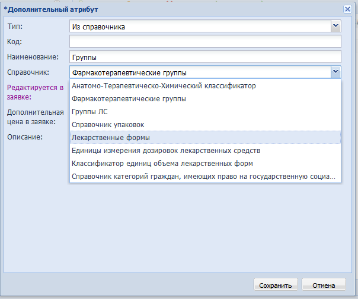 *Дополнительный атрибут
Тип: Из справочника
Код:
Наименование: Группы
Справочник: Фармакотерапевтические группы
Анатомо-Терапевтическо-Химический классификатор
Редактируется в заявке:
Фармакотерапевтические группы
Группы ЛС
Дополнительная цена в заявке:
Справочник упаковок
Описание: Лекарственные формы
Единицы измерения дозировок лекарственных средств
Классификатор единиц объема лекарственных форм
Справочник категорий граждан, имеющих право на государственную социа...
Сохранить Отмена